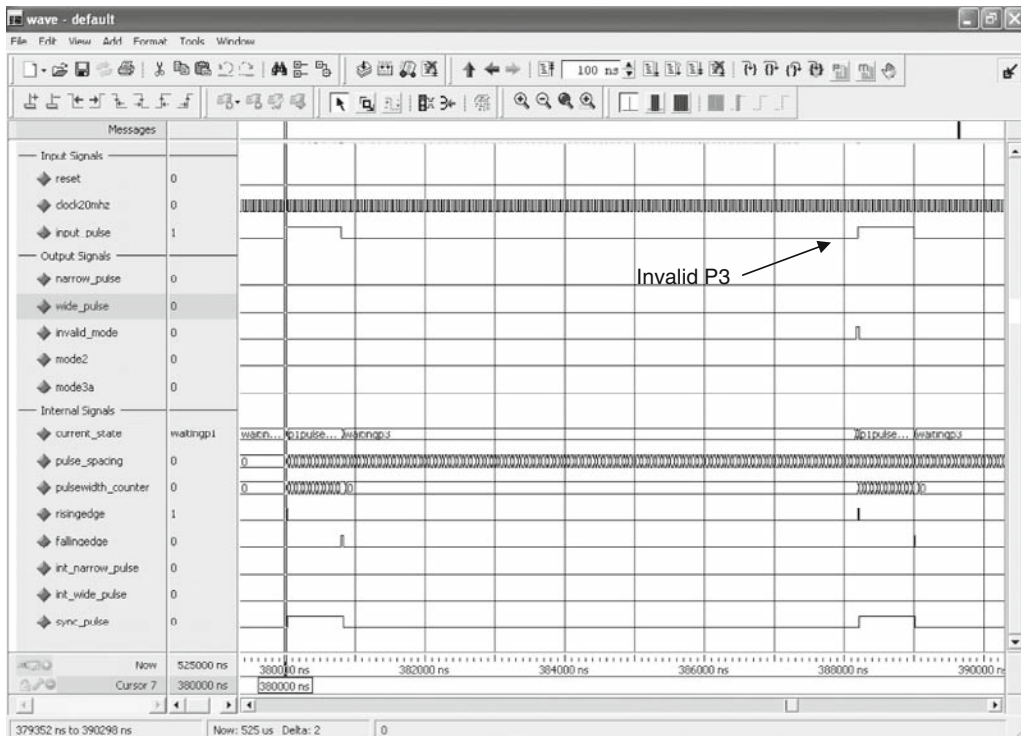 wave - default
File Edit View Add Format Tools Window
100 ns
Messages
Input Signals
reset 0
clock20mhz 0
input_pulse 1
Invalid P3
Output Signals
narrow_pulse 0
wide_pulse 0
invalid_mode 0
mode2 0
mode3a 0
Internal Signals
current_state waitingp1 waitin... p1pulse... waitingp3 p1pulse... waitingp3
pulse_spacing 0 0
pulsewidth_counter 0 0 0 0
risingedge 1
fallingedge 0
int_narrow_pulse 0
int_wide_pulse 0
sync_pulse 0
Now 525000 ns 380000 ns 382000 ns 384000 ns 386000 ns 388000 ns 390000 n
Cursor 7 380000 ns 380000 ns
379352 ns to 390298 ns Now: 525 us Delta: 2 0